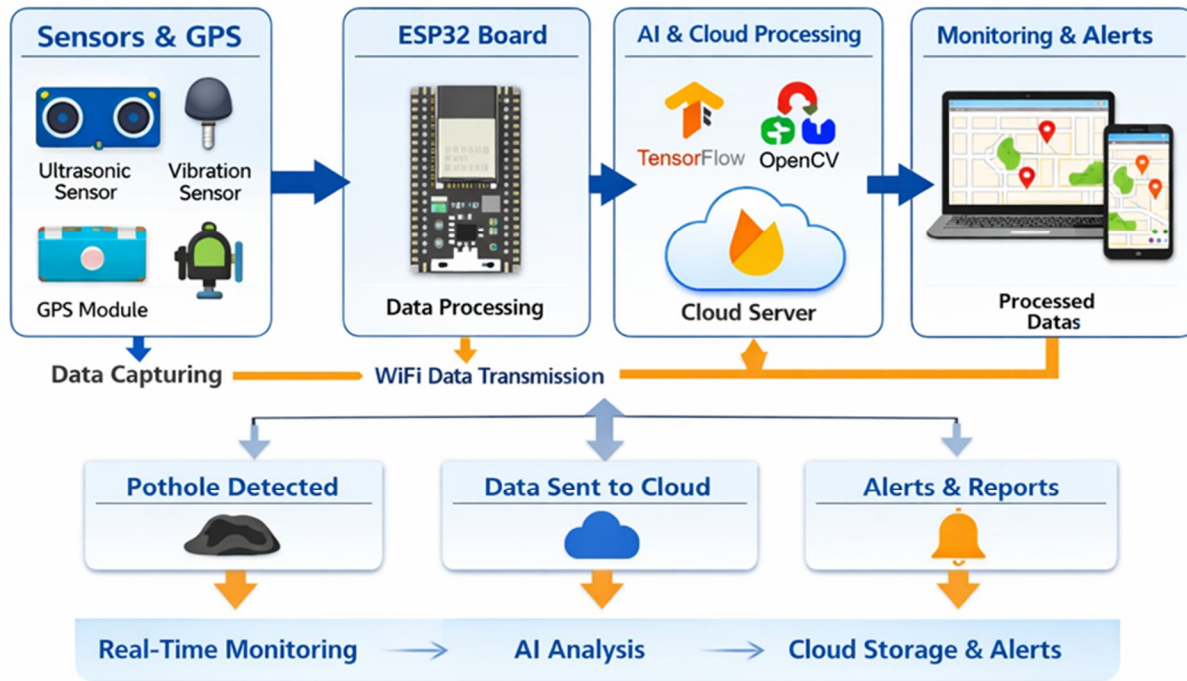 Sensors & GPS
ESP32 Board
AI & Cloud Processing
Monitoring & Alerts
TensorFlow
OpenCV
Ultrasonic
Sensor
Vibration
Sensor
GPS Module
Data Processing
Cloud Server
Processed
Datas
Data Capturing
WiFi Data Transmission
Pothole Detected
Data Sent to Cloud
Alerts & Reports
Real-Time Monitoring
AI Analysis
Cloud Storage & Alerts